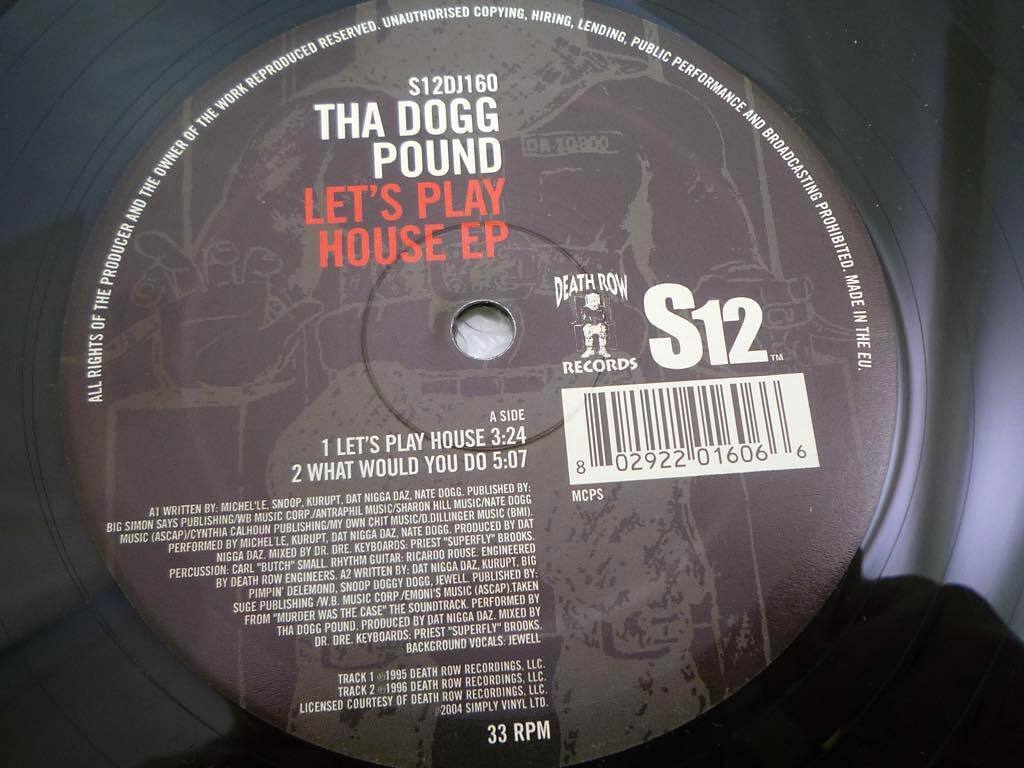 ALL RIGHTS OF THE PRODUCER AND THE OWNER OF THE WORK REPRODUCED RESERVED. UNAUTHORISED COPYING, HIRING, LENDING, PUBLIC PERFORMANCE AND BROADCASTING PROHIBITED. MADE IN THE EU.
S12DJ160
THA DOGG
POUND
LET'S PLAY
HOUSE EP
DA 10800
DEATH ROW
RECORDS
S12 TM
8 02922 01606 6
MCPS
A SIDE
1 LET'S PLAY HOUSE 3:24
2 WHAT WOULD YOU DO 5:07
A1 WRITTEN BY: MICHEL'LE, SNOOP, KURUPT, DAT NIGGA DAZ, NATE DOGG. PUBLISHED BY:
BIG SIMON SAYS PUBLISHING/WB MUSIC CORP./ANTRAPHIL MUSIC/SHARON HILL MUSIC/NATE DOGG
MUSIC (ASCAP)/CYNTHIA CALHOUN PUBLISHING/MY OWN CHIT MUSIC/D.DILLINGER MUSIC (BMI).
PERFORMED BY MICHEL'LE, KURUPT, DAT NIGGA DAZ, NATE DOGG. PRODUCED BY DAT
NIGGA DAZ. MIXED BY DR. DRE. KEYBOARDS: PRIEST "SUPERFLY" BROOKS.
PERCUSSION: CARL "BUTCH" SMALL. RHYTHM GUITAR: RICARDO ROUSE. ENGINEERED
BY DEATH ROW ENGINEERS. A2 WRITTEN BY: DAT NIGGA DAZ, KURUPT, BIG
PIMPIN' DELEMOND, SNOOP DOGGY DOGG, JEWELL. PUBLISHED BY:
SUGE PUBLISHING /W.B. MUSIC CORP./EMONI'S MUSIC (ASCAP).TAKEN
FROM "MURDER WAS THE CASE" THE SOUNDTRACK. PERFORMED BY
THA DOGG POUND. PRODUCED BY DAT NIGGA DAZ. MIXED BY
DR. DRE. KEYBOARDS: PRIEST "SUPERFLY" BROOKS.
BACKGROUND VOCALS: JEWELL
TRACK 1 ℗1995 DEATH ROW RECORDINGS, LLC.
TRACK 2 ℗1996 DEATH ROW RECORDINGS, LLC.
LICENSED COURTESY OF DEATH ROW RECORDINGS, LLC.
©2004 SIMPLY VINYL LTD.
33 RPM